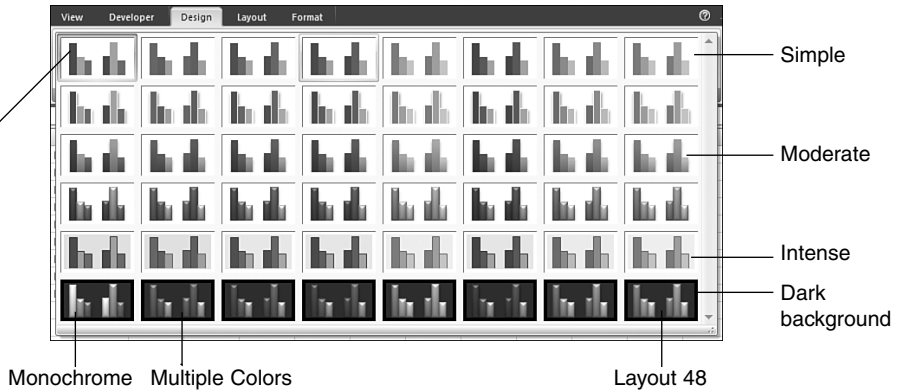 View Developer Design Layout Format
Simple
Moderate
Intense
Dark
background
Monochrome Multiple Colors Layout 48